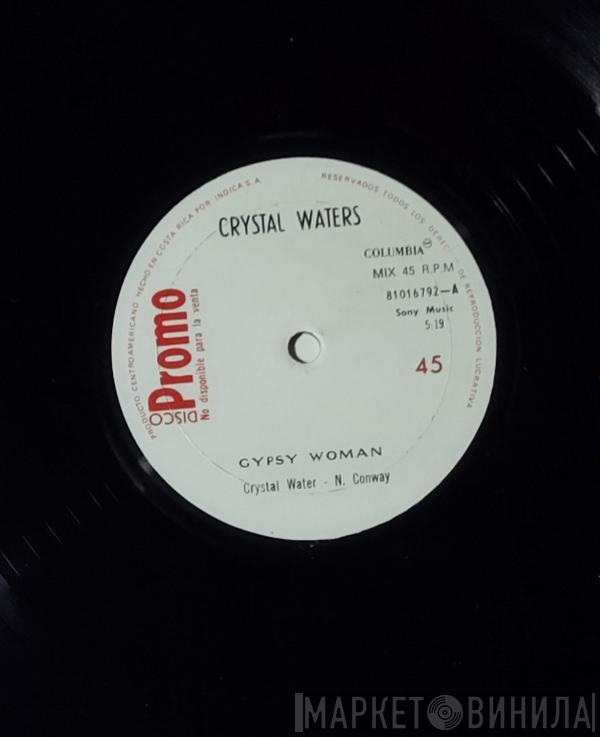 PRODUCTO CENTROAMERICANO HECHO EN COSTA RICA POR INDICA S.A.
RESERVADOS TODOS LOS DERECHOS DE REPRODUCCION LUCRATIVA
CRYSTAL WATERS
COLUMBIA
MIX 45 R.P.M
81016792-A
Sony Music
5:19
45
DISCO
Promo
No disponible para la venta
GYPSY WOMAN
Crystal Water - N. Conway
МАРКЕТ ВИНИЛА